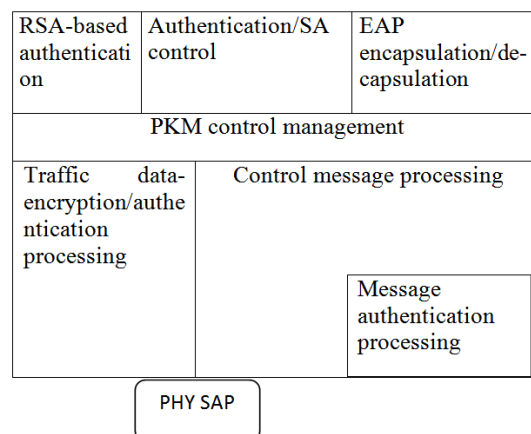 RSA-based
authenticati
on
Authentication/SA
control
EAP
encapsulation/de-
capsulation
PKM control management
Traffic data-
encryption/authe
ntication
processing
Control message processing
Message
authentication
processing
PHY SAP